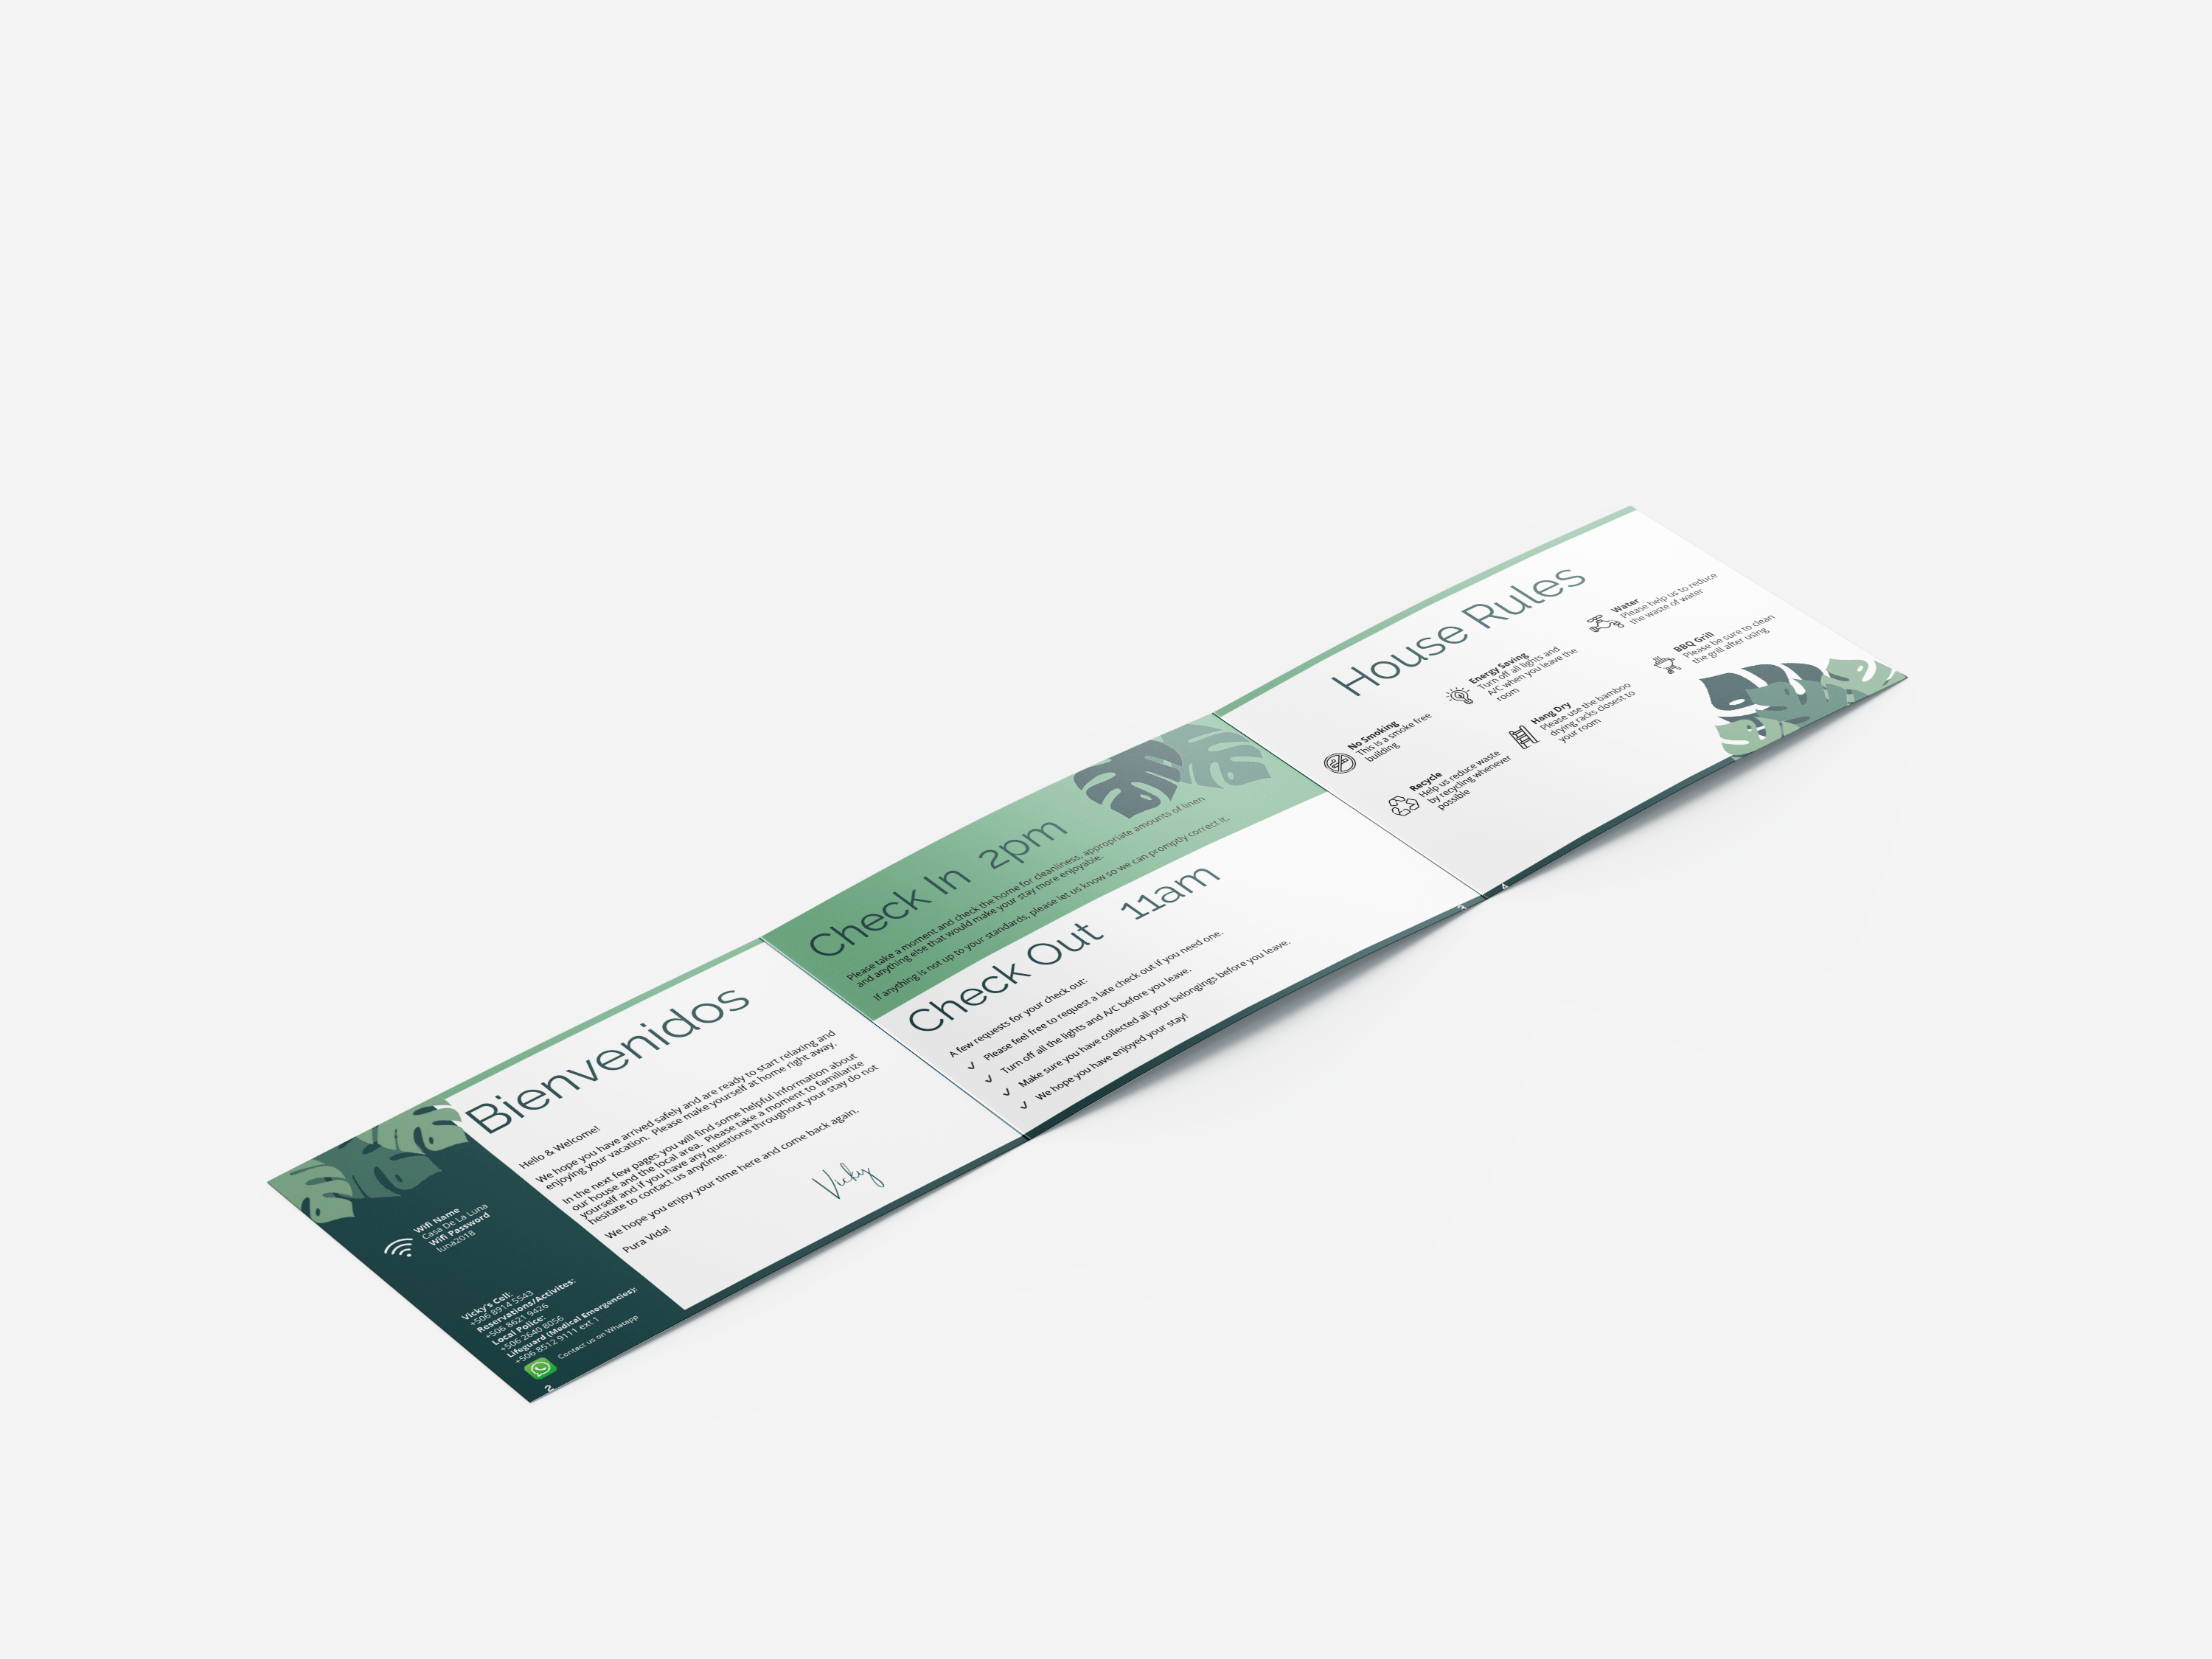 Bienvenidos
Hello & Welcome!
We hope you have arrived safely and are ready to start relaxing and
enjoying your vacation. Please make yourself at home right away.
In the next few pages you will find some helpful information about
our house and the local area. Please take a moment to familiarize
yourself and if you have any questions throughout your stay do not
hesitate to contact us anytime.
We hope you enjoy your time here and come back again.
Pura Vida!
Vicky
Wifi Name
Casa De La Luna
Wifi Password
luna2018
Vicky's Cell:
+506 8914 5543
Reservations/Activites:
+506 8621 9426
Local Police:
+506 2640 8056
Lifeguard (Medical Emergencies):
+506 8512 9111 ext 1
Contact us on Whatapp
2
Check In 2pm
Please take a moment and check the home for cleanliness, appropriate amounts of linen
and anything else that would make your stay more enjoyable.
If anything is not up to your standards, please let us know so we can promptly correct it.
Check Out 11am
A few requests for your check out:
Please feel free to request a late check out if you need one.
Turn off all the lights and A/C before you leave.
Make sure you have collected all your belongings before you leave.
We hope you have enjoyed your stay!
House Rules
No Smoking
This is a smoke free
building
Energy Saving
Turn off all lights and
A/C when you leave the
room
Water
Please help us to reduce
the waste of water
Recycle
Help us reduce waste
by recycling whenever
possible
Hang Dry
Please use the bamboo
drying racks closest to
your room
BBQ Grill
Please be sure to clean
the grill after using
4